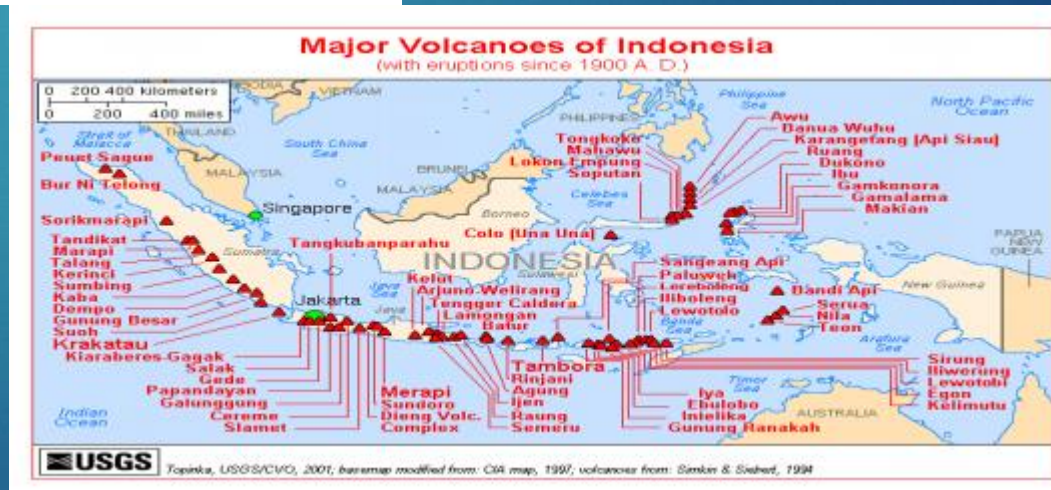 Major Volcanoes of Indonesia
(with eruptions since 1900 A. D.)
0 200 400 kilometers
0 200 400 miles
VIETNAM
THAILAND
Strait of
Malacca
South China
Sea
PHILIPPINES
Philippine
Sea
North Pacific
Ocean
MALAYSIA
BRUNEI
MALAYSIA
Celebes
Sea
Borneo
Singapore
Peuet Sague
Bur Ni Telong
Sorikmarapi
Tandikat
Marapi
Talang
Kerinci
Sumbing
Kaba
Dempo
Gunung Besar
Suoh
Krakatau
Kiaraberes-Gagak
Salak
Gede
Papandayan
Galunggung
Cereme
Slamet
Sumatra
Tangkubanparahu
Jakarta
Java
Sea
Java
INDONESIA
Sulawesi
Tongkoko
Mahawu
Lokon-Empung
Soputan
Colo [Una Una]
Awu
Banua Wuhu
Karangetang [Api Siau]
Ruang
Dukono
Ibu
Gamkonora
Gamalama
Makian
Kelut
Arjuno-Welirang
Tengger Caldera
Lamongan
Batur
Merapi
Sundoro
Dieng Volc.
Complex
Tambora
Rinjani
Agung
Ijen
Raung
Semeru
Sangeang Api
Paluweh
Lereboleng
Iliboleng
Lewotolo
Banda
Sea
Banda Api
Serua
Nila
Teon
Iya
Ebulobo
Inielika
Gunung Ranakah
Sirung
Iliwerung
Lewotobi
Egon
Kelimutu
PAPUA
NEW
GUINEA
New Guinea
Arafura
Sea
Timor
Sea
AUSTRALIA
Indian
Ocean
USGS
Topinka, USGS/CVO, 2001; basemap modified from: CIA map, 1997; volcanoes from: Simkin & Siebert, 1994